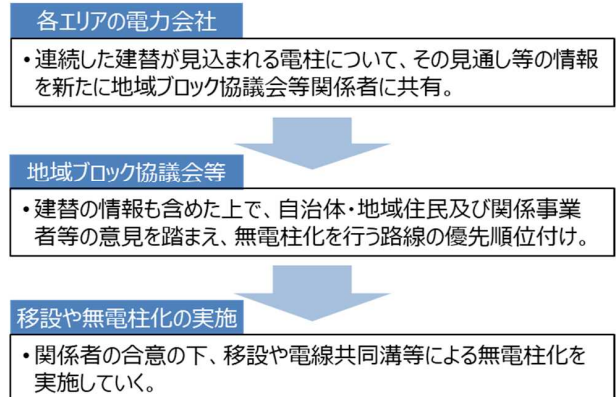 各エリアの電力会社
・連続した建替が見込まれる電柱について、その見通し等の情報
を新たに地域ブロック協議会等関係者に共有。
地域ブロック協議会等
・建替の情報も含めた上で、自治体・地域住民及び関係事業
者等の意見を踏まえ、無電柱化を行う路線の優先順位付け。
移設や無電柱化の実施
・関係者の合意の下、移設や電線共同溝等による無電柱化を
実施していく。